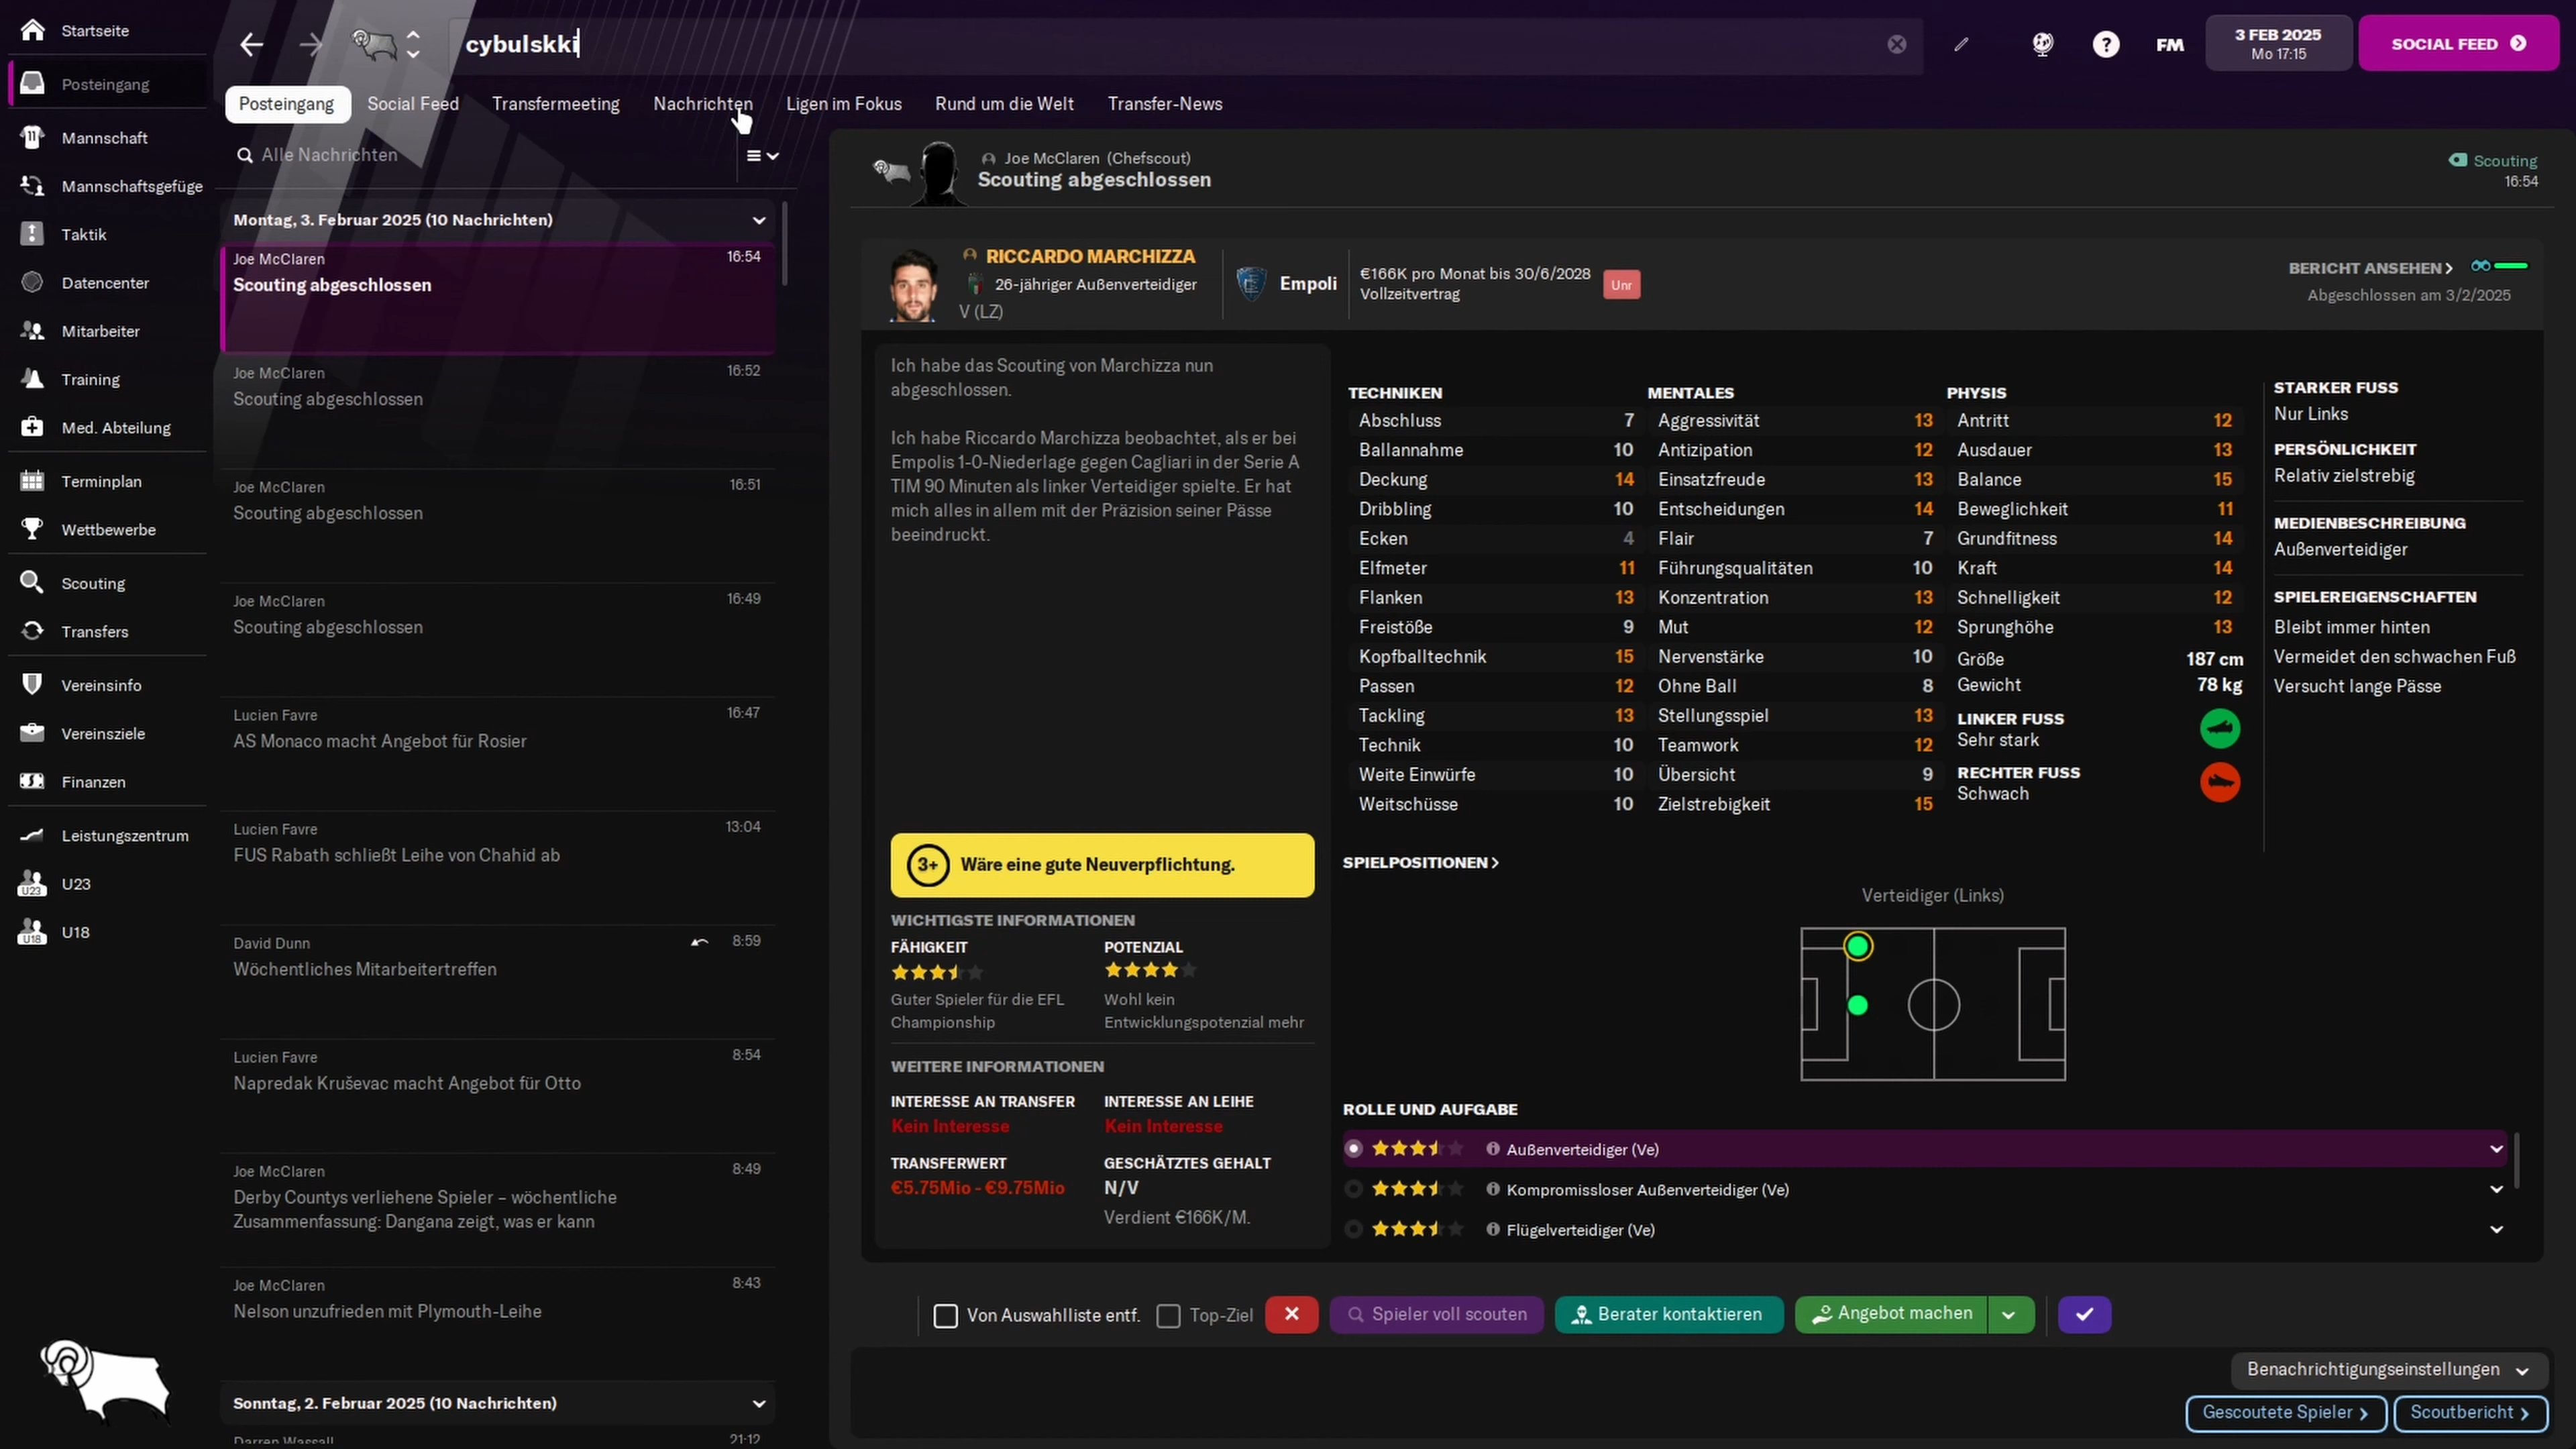 Startseite
Posteingang
Mannschaft
Mannschaftsgefüge
Taktik
Datencenter
Mitarbeiter
Training
Med. Abteilung
Terminplan
Wettbewerbe
Scouting
Transfers
Vereinsinfo
Vereinsziele
Finanzen
Leistungszentrum
U23
U23
U18
U18
cybulskki
FM
3 FEB 2025
Mo 17:15
SOCIAL FEED
Posteingang
Social Feed
Transfermeeting
Nachrichten
Ligen im Fokus
Rund um die Welt
Transfer-News
Alle Nachrichten
Montag, 3. Februar 2025 (10 Nachrichten)
Joe McClaren 16:54
Scouting abgeschlossen
Joe McClaren 16:52
Scouting abgeschlossen
Joe McClaren 16:51
Scouting abgeschlossen
Joe McClaren 16:49
Scouting abgeschlossen
Lucien Favre 16:47
AS Monaco macht Angebot für Rosier
Lucien Favre 13:04
FUS Rabath schließt Leihe von Chahid ab
David Dunn 8:59
Wöchentliches Mitarbeitertreffen
Lucien Favre 8:54
Napredak Kruševac macht Angebot für Otto
Joe McClaren 8:49
Derby Countys verliehene Spieler – wöchentliche
Zusammenfassung: Dangana zeigt, was er kann
Joe McClaren 8:43
Nelson unzufrieden mit Plymouth-Leihe
Sonntag, 2. Februar 2025 (10 Nachrichten)
Darren Wassall 21:12
Joe McClaren (Chefscout)
Scouting abgeschlossen
Scouting
16:54
RICCARDO MARCHIZZA
26-jähriger Außenverteidiger
V (LZ)
Empoli
€166K pro Monat bis 30/6/2028
Vollzeitvertrag
Unr
BERICHT ANSEHEN
Abgeschlossen am 3/2/2025
Ich habe das Scouting von Marchizza nun
abgeschlossen.
Ich habe Riccardo Marchizza beobachtet, als er bei
Empolis 1-0-Niederlage gegen Cagliari in der Serie A
TIM 90 Minuten als linker Verteidiger spielte. Er hat
mich alles in allem mit der Präzision seiner Pässe
beeindruckt.
3+ Wäre eine gute Neuverpflichtung.
WICHTIGSTE INFORMATIONEN
FÄHIGKEIT
Guter Spieler für die EFL
Championship
POTENZIAL
Wohl kein
Entwicklungspotenzial mehr
WEITERE INFORMATIONEN
INTERESSE AN TRANSFER
Kein Interesse
INTERESSE AN LEIHE
Kein Interesse
TRANSFERWERT
€5.75Mio - €9.75Mio
GESCHÄTZTES GEHALT
N/V
Verdient €166K/M.
TECHNIKEN
Abschluss 7
Ballannahme 10
Deckung 14
Dribbling 10
Ecken 4
Elfmeter 11
Flanken 13
Freistöße 9
Kopfballtechnik 15
Passen 12
Tackling 13
Technik 10
Weite Einwürfe 10
Weitschüsse 10
MENTALES
Aggressivität 13
Antizipation 12
Einsatzfreude 13
Entscheidungen 14
Flair 7
Führungsqualitäten 10
Konzentration 13
Mut 12
Nervenstärke 10
Ohne Ball 8
Stellungsspiel 13
Teamwork 12
Übersicht 9
Zielstrebigkeit 15
PHYSIS
Antritt 12
Ausdauer 13
Balance 15
Beweglichkeit 11
Grundfitness 14
Kraft 14
Schnelligkeit 12
Sprunghöhe 13
Größe 187 cm
Gewicht 78 kg
LINKER FUSS
Sehr stark
RECHTER FUSS
Schwach
STARKER FUSS
Nur Links
PERSÖNLICHKEIT
Relativ zielstrebig
MEDIENBESCHREIBUNG
Außenverteidiger
SPIELEREIGENSCHAFTEN
Bleibt immer hinten
Vermeidet den schwachen Fuß
Versucht lange Pässe
SPIELPOSITIONEN
Verteidiger (Links)
ROLLE UND AUFGABE
Außenverteidiger (Ve)
Kompromissloser Außenverteidiger (Ve)
Flügelverteidiger (Ve)
Von Auswahlliste entf.
Top-Ziel
Spieler voll scouten
Berater kontaktieren
Angebot machen
Benachrichtigungseinstellungen
Gescoutete Spieler
Scoutbericht